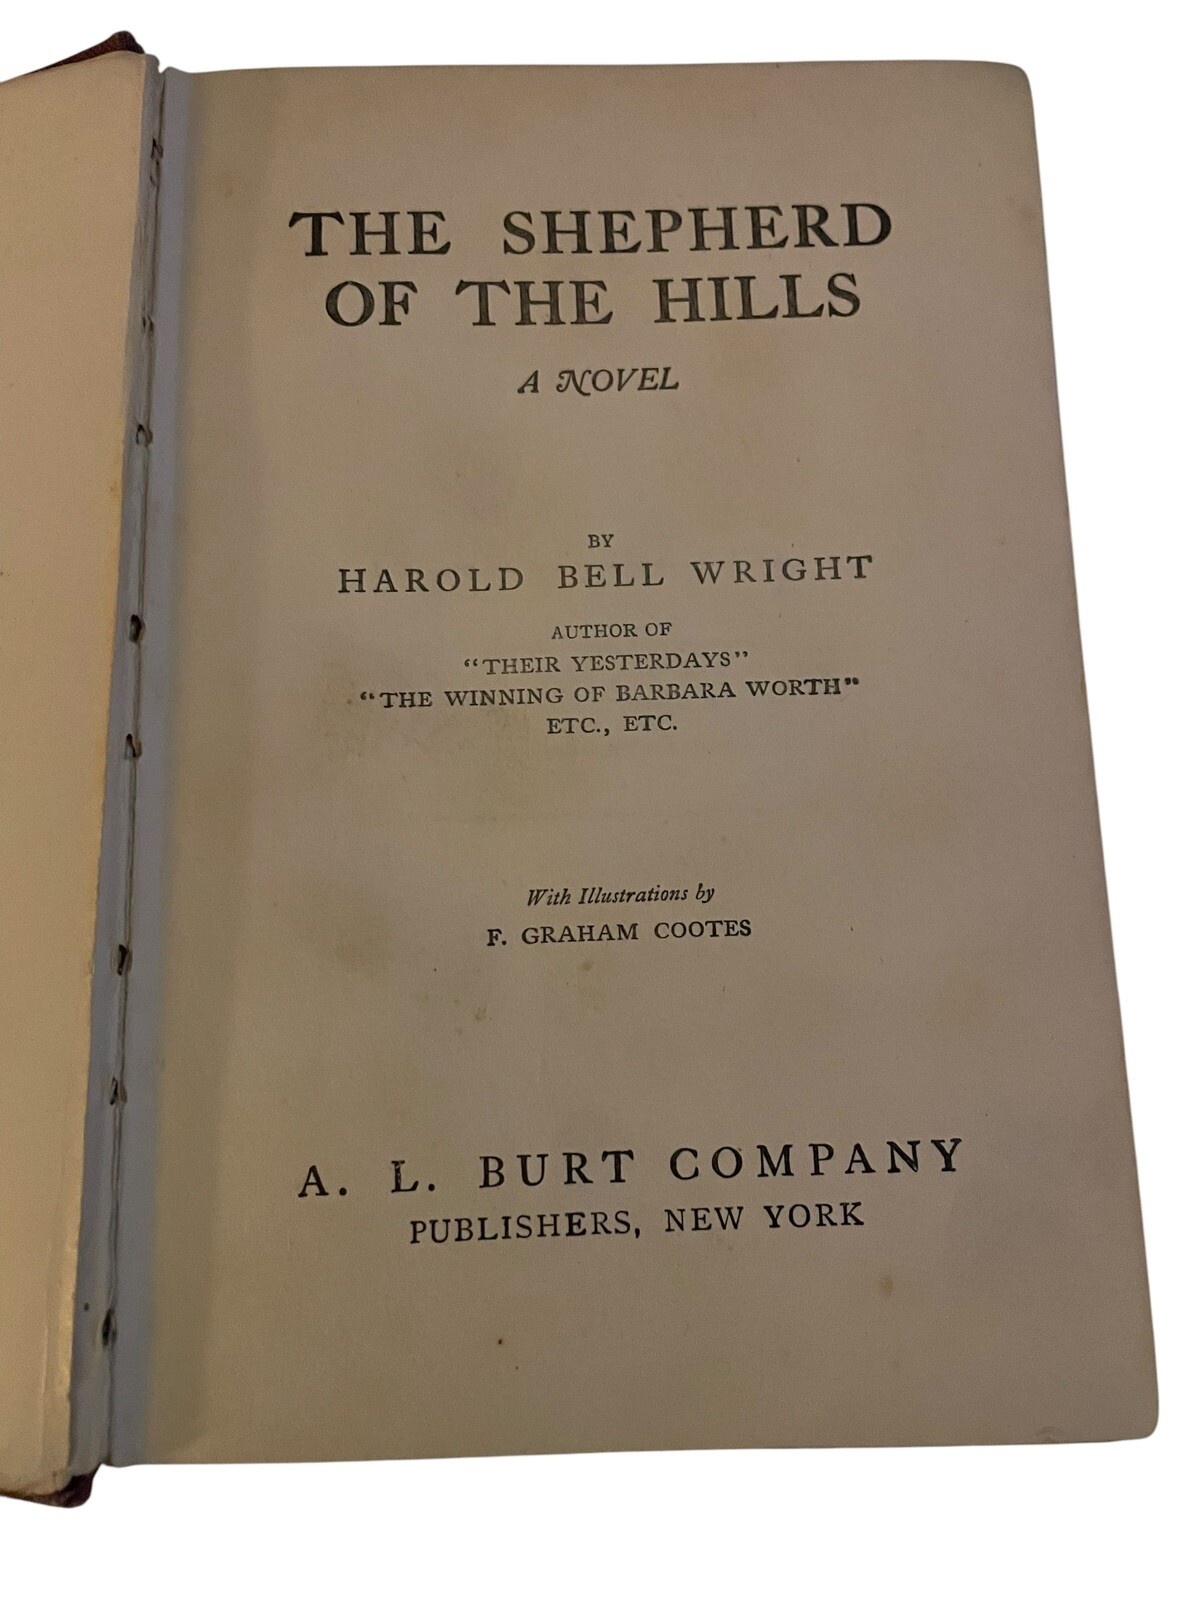 THE SHEPHERD
OF THE HILLS
A NOVEL
BY
HAROLD BELL WRIGHT
AUTHOR OF
"THEIR YESTERDAYS"
"THE WINNING OF BARBARA WORTH"
ETC., ETC.
With Illustrations by
F. GRAHAM COOTES
A. L. BURT COMPANY
PUBLISHERS, NEW YORK